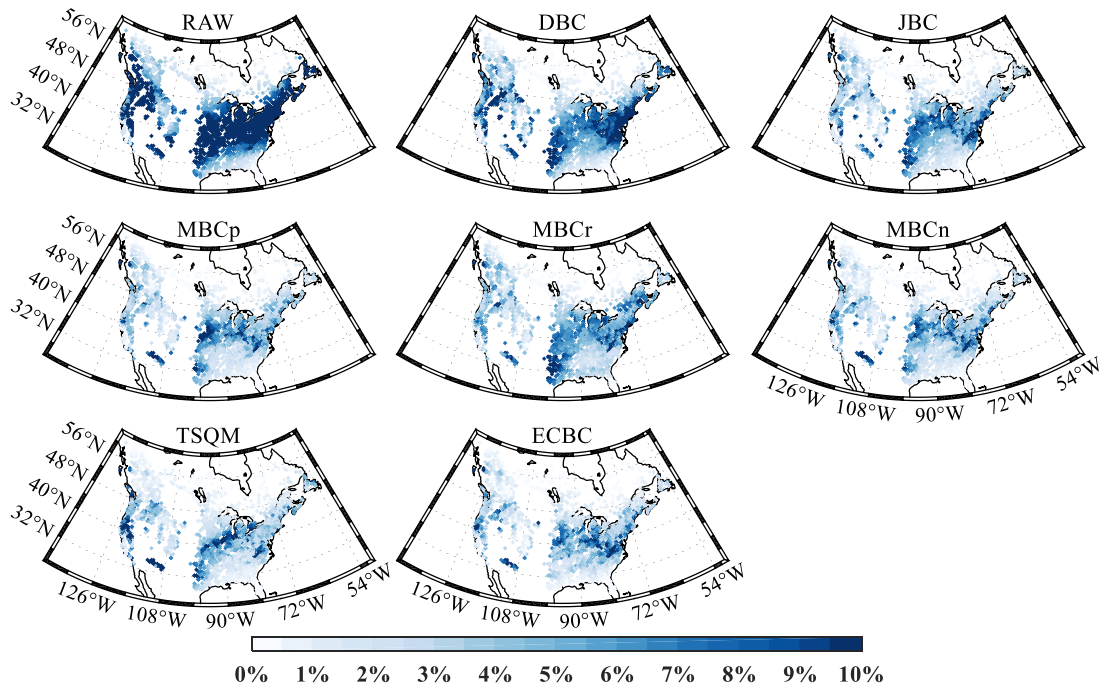 RAW DBC JBC
56°N
48°N
40°N
32°N
MBCp MBCr MBCn
56°N
48°N
40°N
32°N
126°W 108°W 90°W 72°W 54°W
TSQM ECBC
56°N
48°N
40°N
32°N
126°W 108°W 90°W 72°W 54°W 126°W 108°W 90°W 72°W 54°W
0% 1% 2% 3% 4% 5% 6% 7% 8% 9% 10%